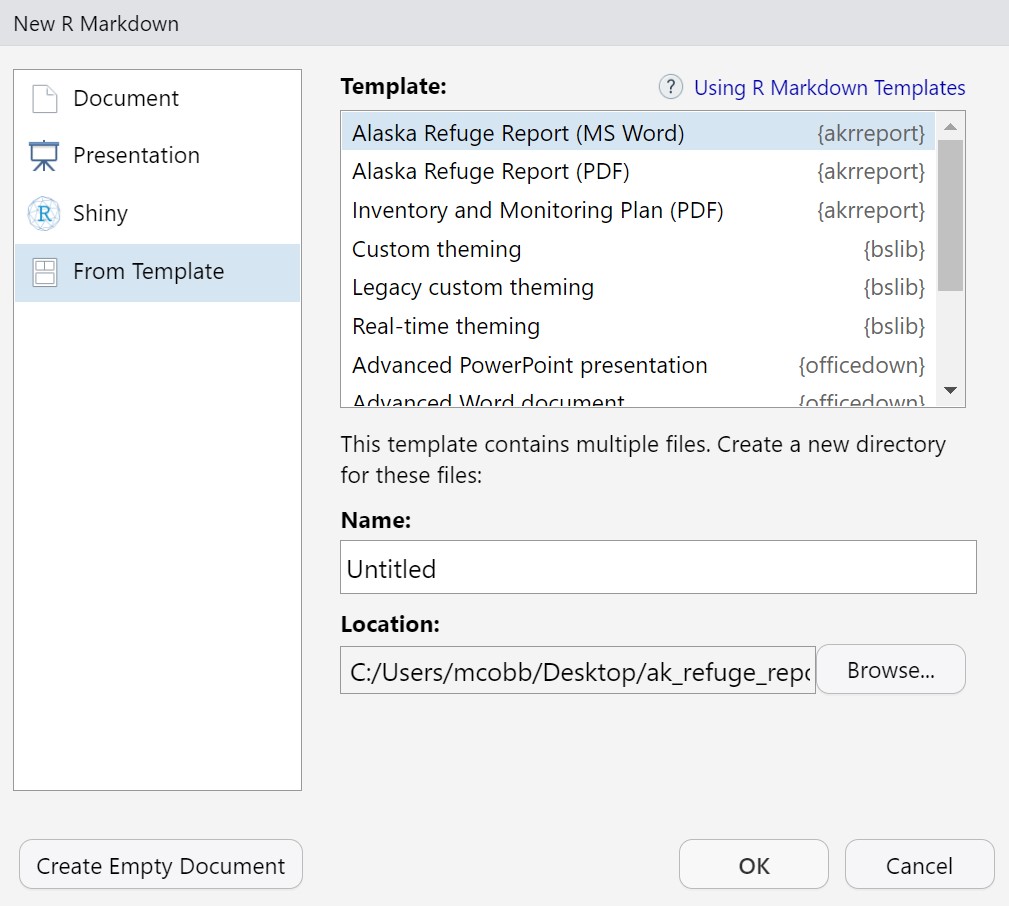 New R Markdown
Document
Presentation
Shiny
From Template
Template:
? Using R Markdown Templates
Alaska Refuge Report (MS Word) {akrreport}
Alaska Refuge Report (PDF) {akrreport}
Inventory and Monitoring Plan (PDF) {akrreport}
Custom theming {bslib}
Legacy custom theming {bslib}
Real-time theming {bslib}
Advanced PowerPoint presentation {officedown}
Advanced Word document {officedown}
This template contains multiple files. Create a new directory
for these files:
Name:
Untitled
Location:
C:/Users/mcobb/Desktop/ak_refuge_repo
Browse...
Create Empty Document
OK
Cancel